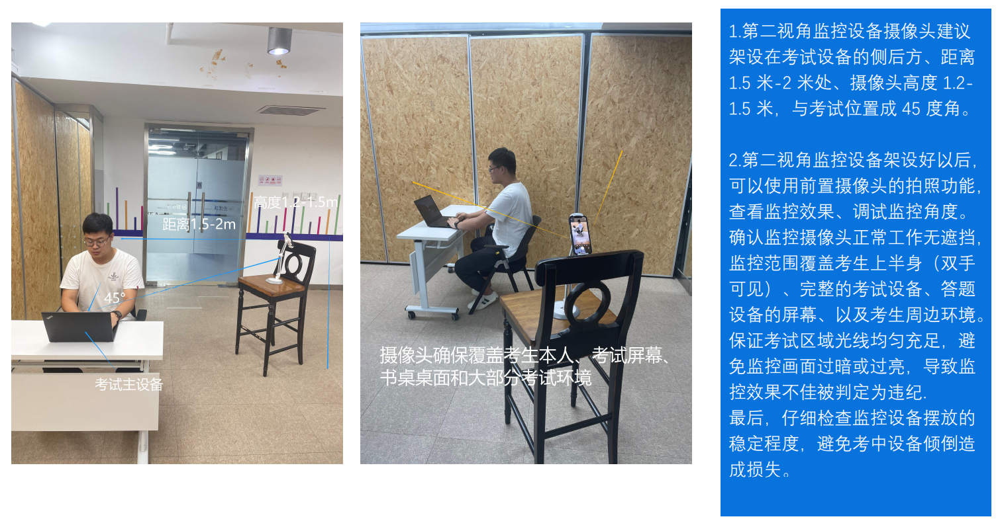 高度1.2-1.5m
距离1.5-2m
45°
考试主设备
摄像头确保覆盖考生本人、考试屏幕、
书桌桌面和大部分考试环境
1.第二视角监控设备摄像头建议
架设在考试设备的侧后方、距离
1.5 米-2 米处、摄像头高度 1.2-
1.5 米，与考试位置成 45 度角。
2.第二视角监控设备架设好以后，
可以使用前置摄像头的拍照功能，
查看监控效果、调试监控角度。
确认监控摄像头正常工作无遮挡，
监控范围覆盖考生上半身（双手
可见）、完整的考试设备、答题
设备的屏幕、以及考生周边环境。
保证考试区域光线均匀充足，避
免监控画面过暗或过亮，导致监
控效果不佳被判定为违纪.
最后，仔细检查监控设备摆放的
稳定程度，避免考中设备倾倒造
成损失。